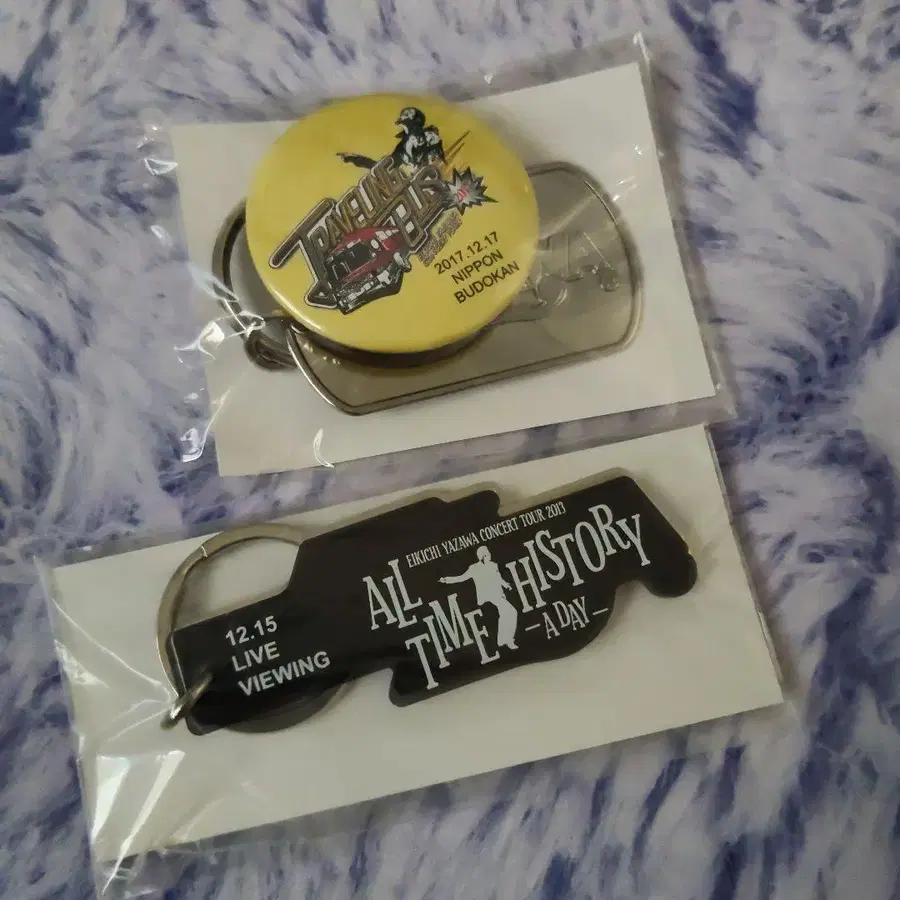 TRAVELING
BUS
2017
2017.12.17
NIPPON
BUDOKAN
EIKICHI YAZAWA CONCERT TOUR 2013
ALL
TIME HISTORY
–A DAY–
12.15
LIVE
VIEWING